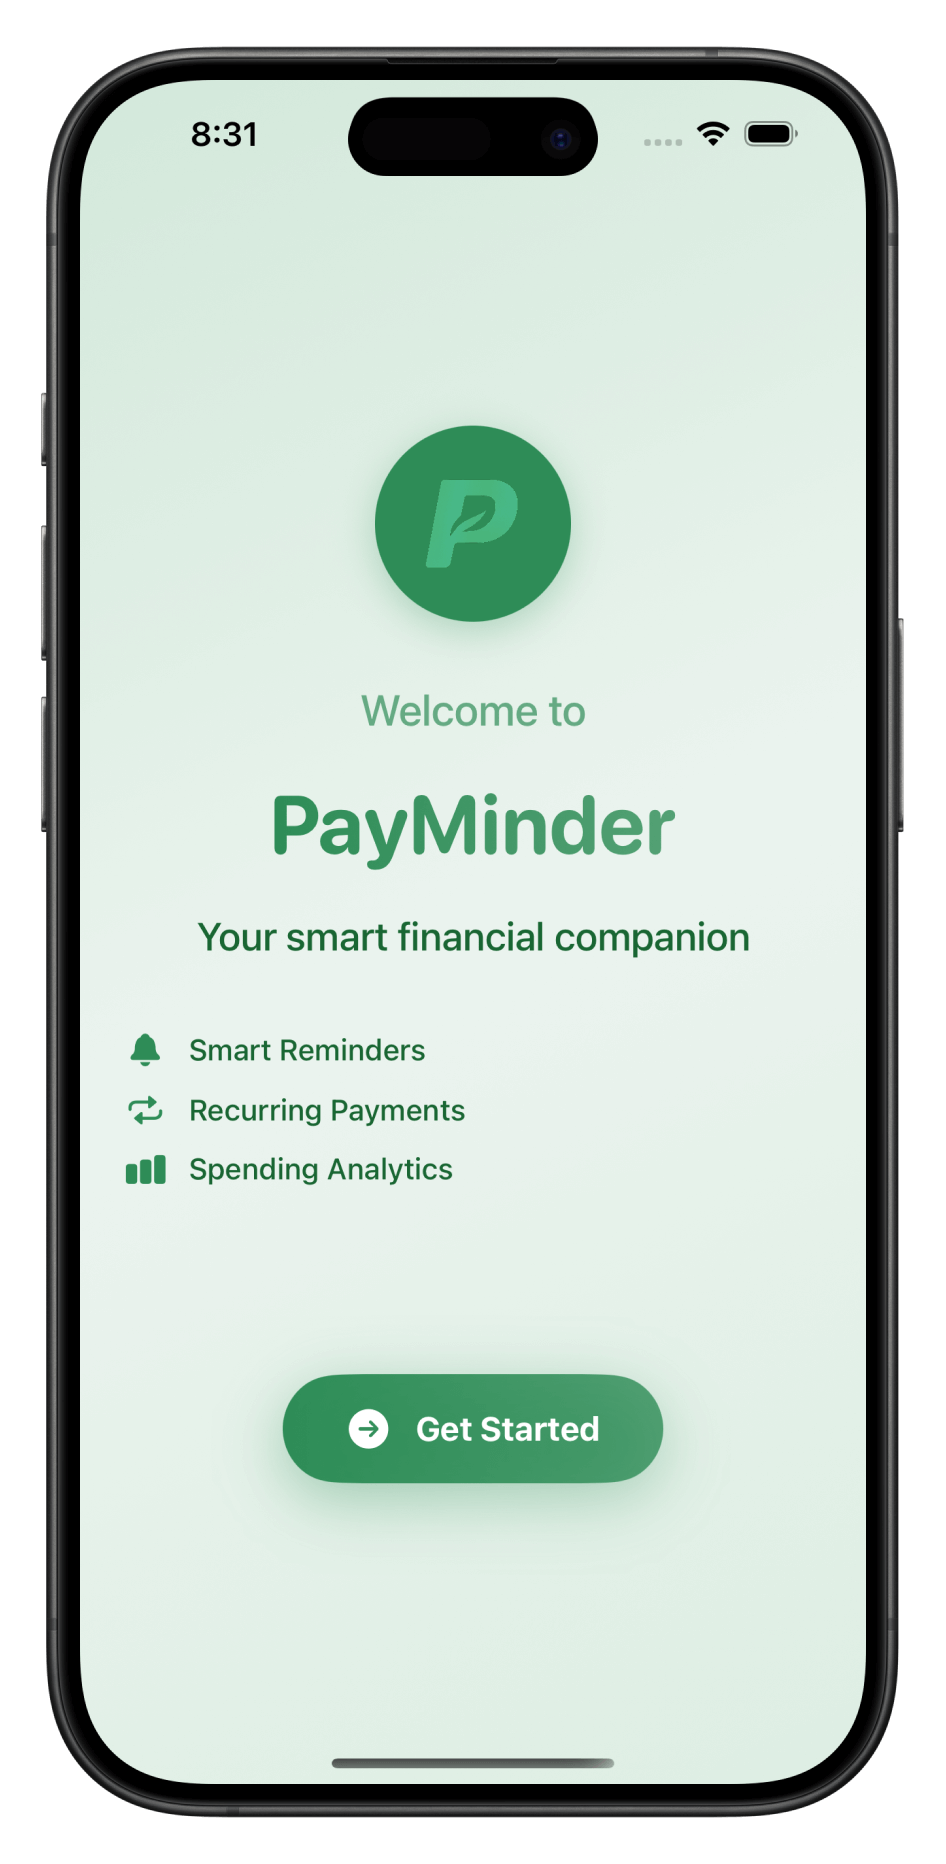 8:31
P
Welcome to
PayMinder
Your smart financial companion
Smart Reminders
Recurring Payments
Spending Analytics
Get Started